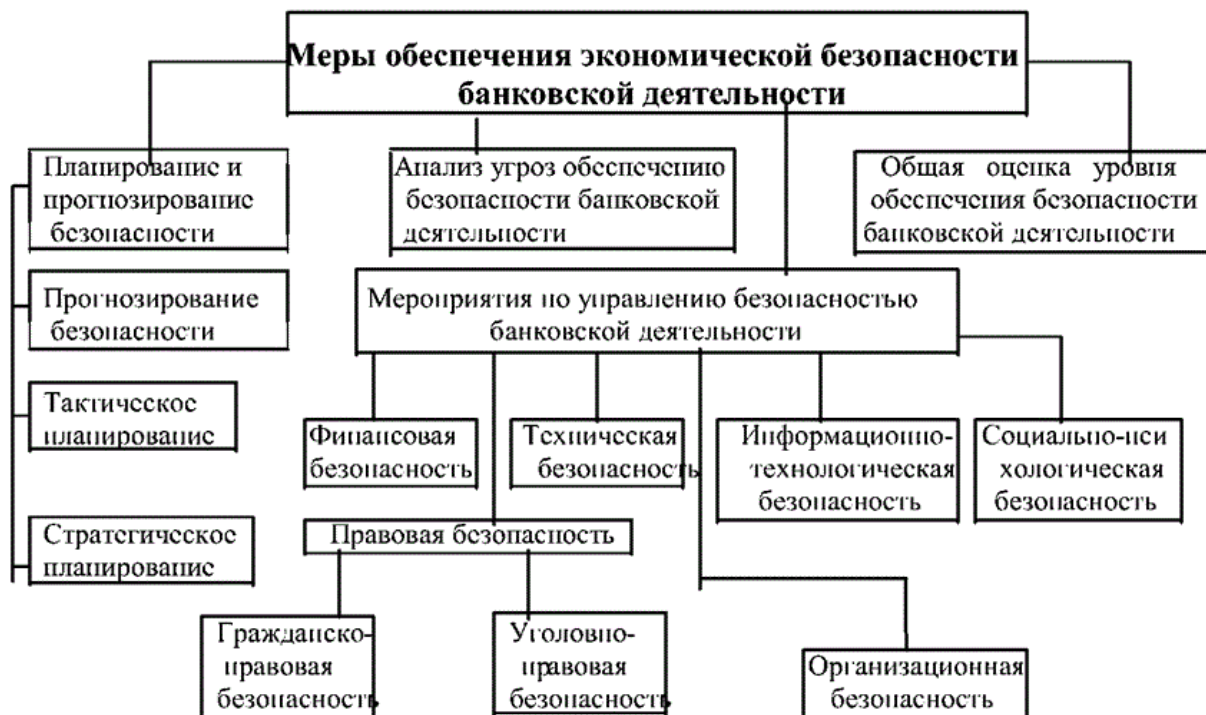 Меры обеспечения экономической безопасности
банковской деятельности
Планирование и
прогнозирование
безопасности
Анализ угроз обеспечению
безопасности банковской
деятельности
Общая оценка уровня
обеспечения безопасности
банковской деятельности
Прогнозирование
безопасности
Мероприятия по управлению безопасностью
банковской деятельности
Тактическое
планирование
Финансовая
безопасность
Техническая
безопасность
Информационно-
технологическая
безопасность
Социально-пси
хологическая
безопасность
Стратегическое
планирование
Правовая безопасность
Гражданско-
правовая
безопасность
Уголовно-
правовая
безопасность
Организационная
безопасность